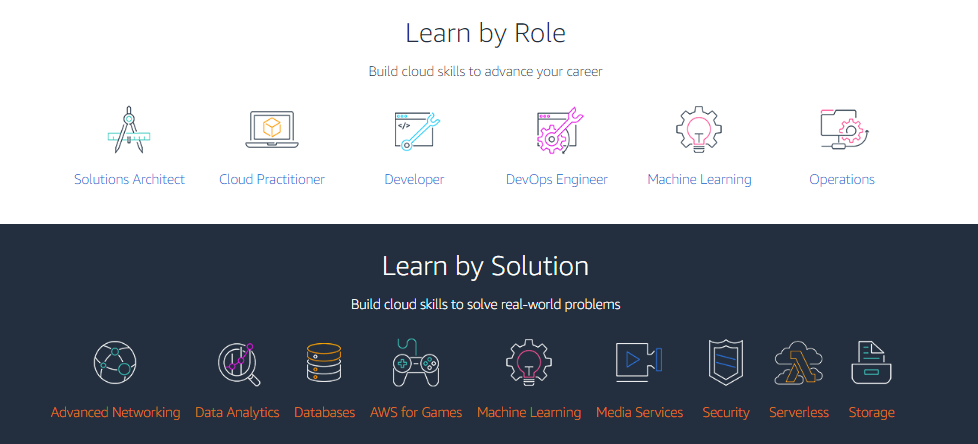 Learn by Role
Build cloud skills to advance your career
</>
Solutions Architect Cloud Practitioner Developer DevOps Engineer Machine Learning Operations
Learn by Solution
Build cloud skills to solve real-world problems
Advanced Networking Data Analytics Databases AWS for Games Machine Learning Media Services Security Serverless Storage